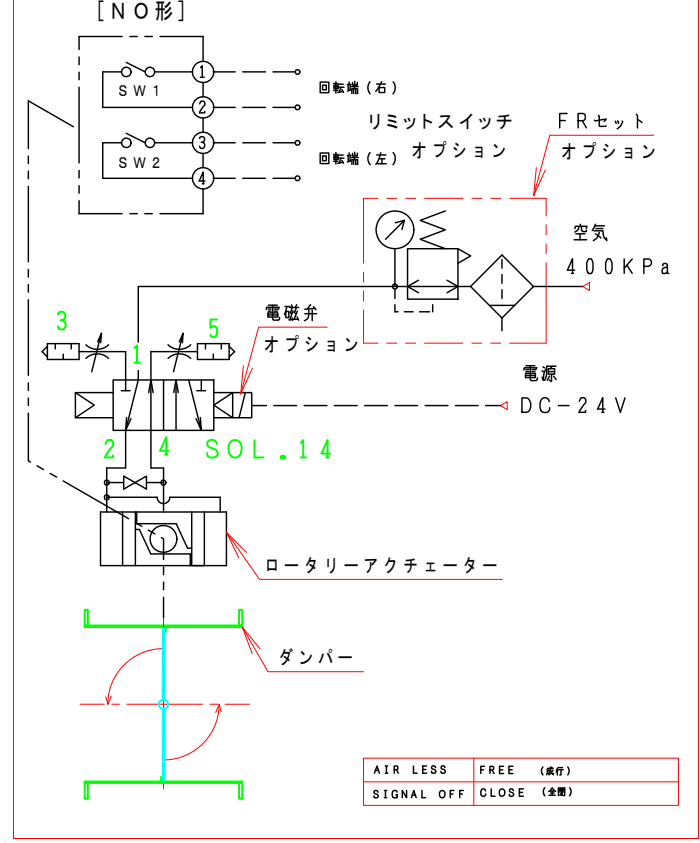 [NO形]
1
SW1
2
回転端(右)
3
SW2
4
回転端(左)
リミットスイッチ
オプション
FRセット
オプション
空気
400KPa
電磁弁
オプション
3
1
5
電源
DC-24V
2
4
SOL.14
ロータリーアクチェーター
ダンパー
AIR LESS FREE (成行)
SIGNAL OFF CLOSE (全閉)